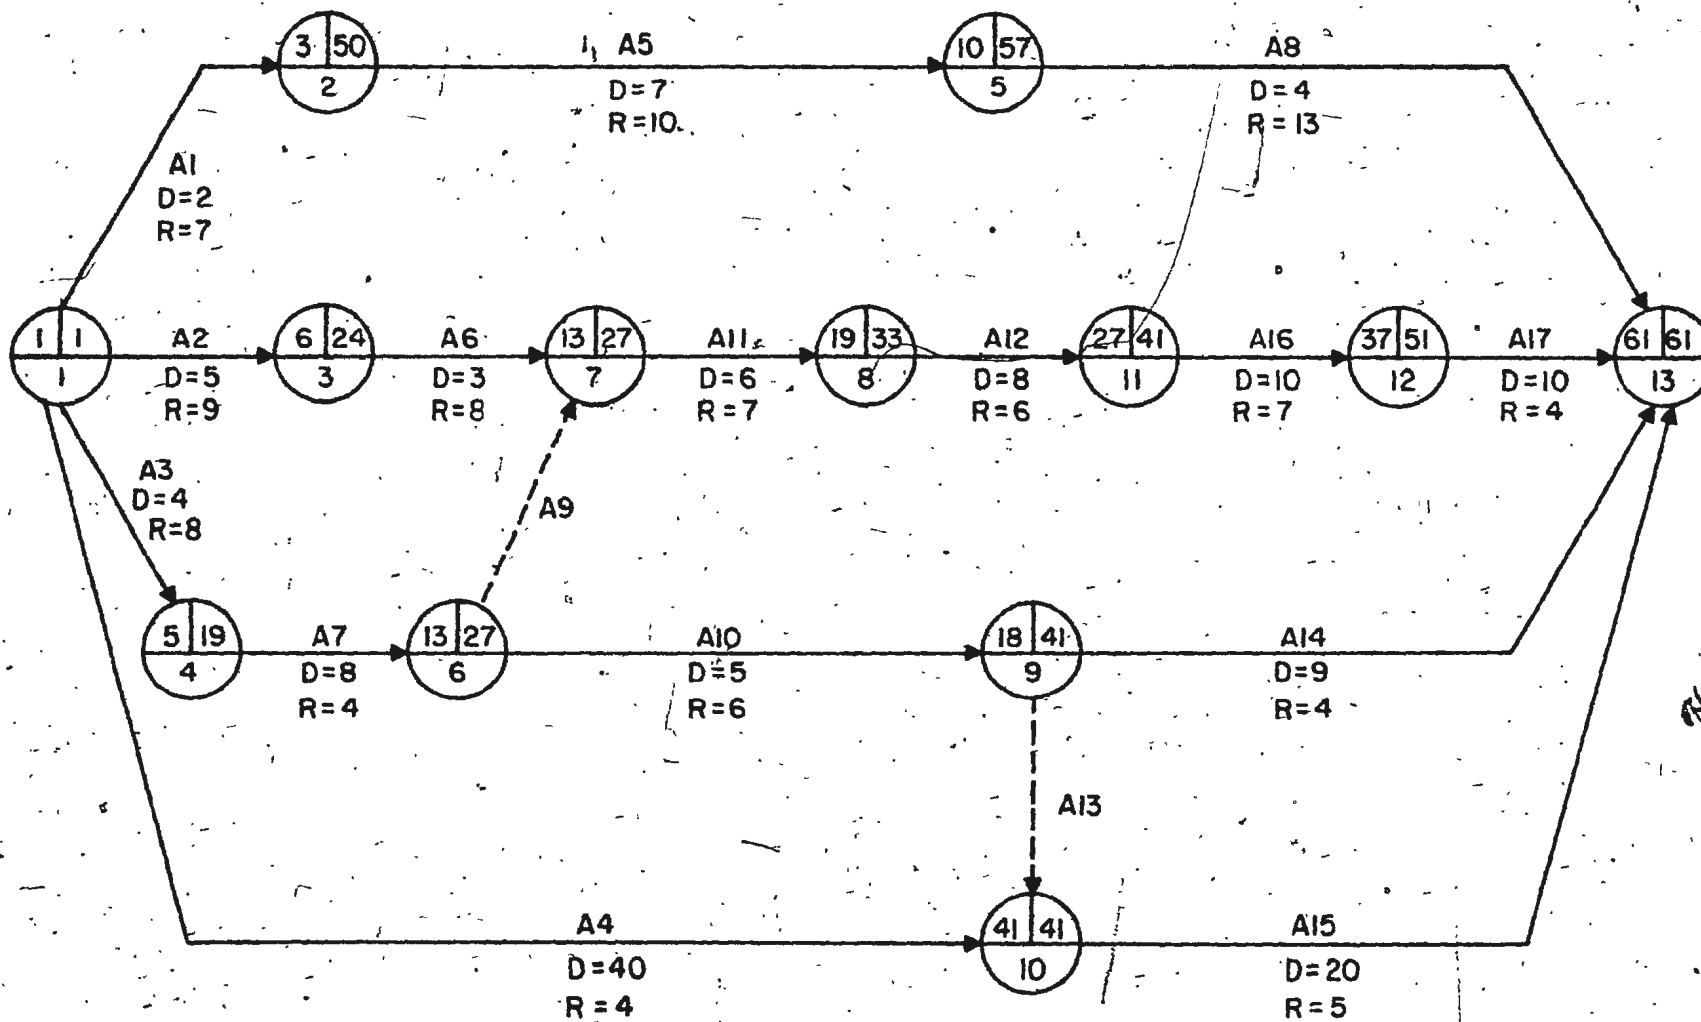 3 50
2
A5
D=7
R=10
10 57
5
A8
D=4
R=13
A1
D=2
R=7
1 1
1
A2
D=5
R=9
6 24
3
A6
D=3
R=8
13 27
7
A11
D=6
R=7
19 33
8
A12
D=8
R=6
27 41
11
A16
D=10
R=7
37 51
12
A17
D=10
R=4
61 61
13
A3
D=4
R=8
A9
5 19
4
A7
D=8
R=4
13 27
6
A10
D=5
R=6
18 41
9
A14
D=9
R=4
A13
A4
D=40
R=4
41 41
10
A15
D=20
R=5